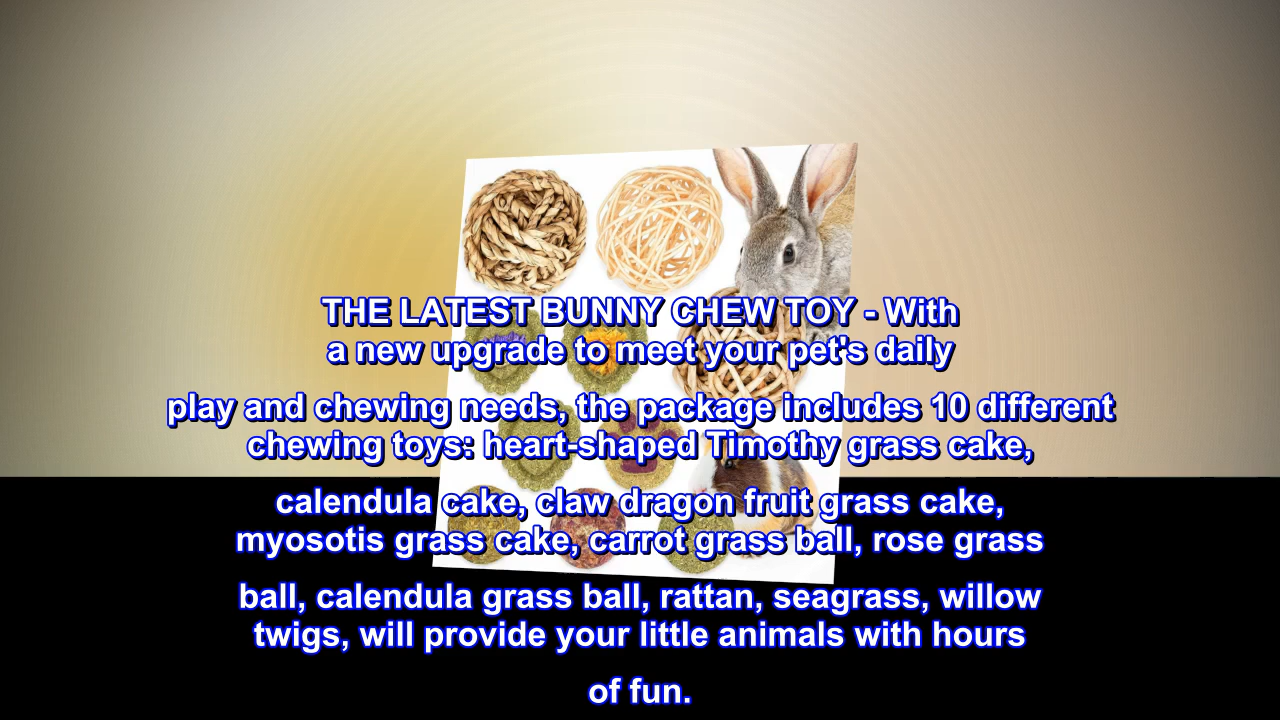 THE LATEST BUNNY CHEW TOY - With
a new upgrade to meet your pet's daily
play and chewing needs, the package includes 10 different
chewing toys: heart-shaped Timothy grass cake,
calendula cake, claw dragon fruit grass cake,
myosotis grass cake, carrot grass ball, rose grass
ball, calendula grass ball, rattan, seagrass, willow
twigs, will provide your little animals with hours
of fun.